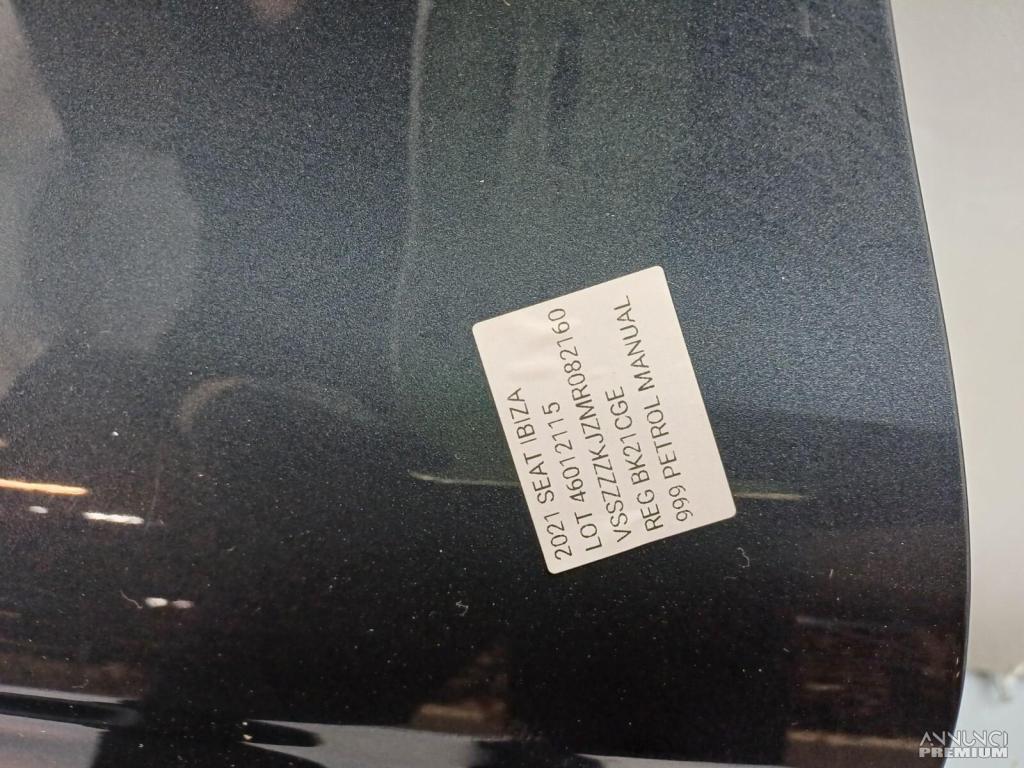 2021 SEAT IBIZA
LOT 46012115
VSSZZZKJZMR082160
REG BK21CGE
999 PETROL MANUAL
ANNUNCI
PREMIUM